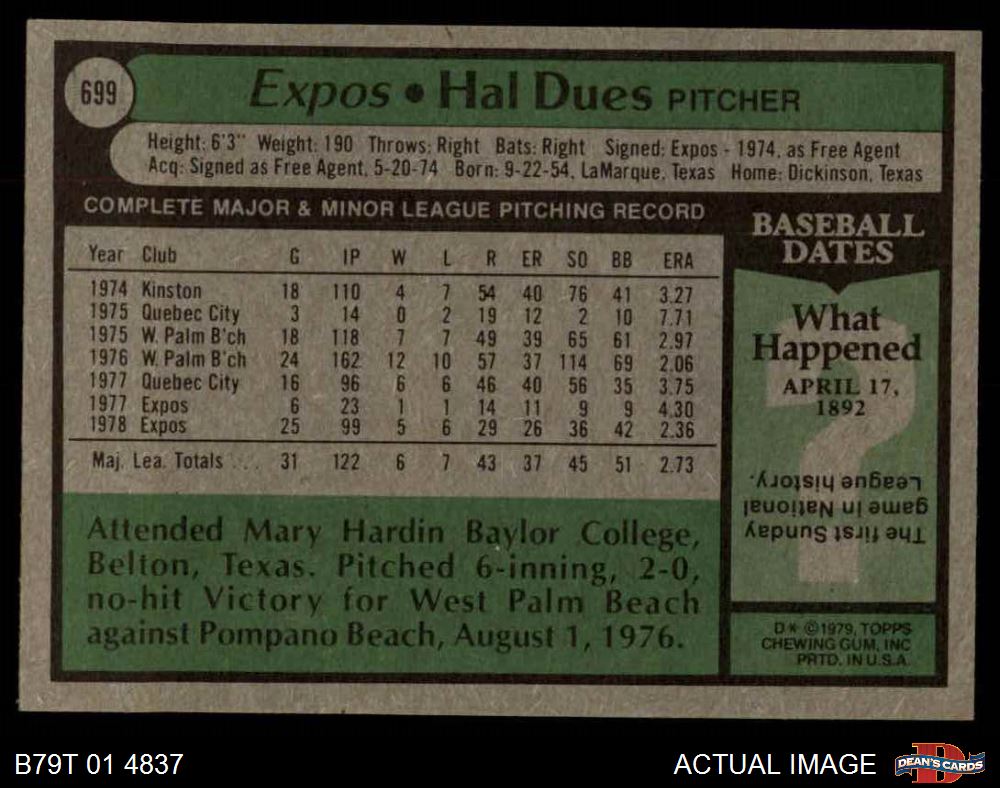 699
Expos • Hal Dues PITCHER
Height: 6'3" Weight: 190 Throws: Right Bats: Right Signed: Expos - 1974, as Free Agent
Acq: Signed as Free Agent, 5-20-74 Born: 9-22-54, LaMarque, Texas Home: Dickinson, Texas
COMPLETE MAJOR & MINOR LEAGUE PITCHING RECORD
Year Club G IP W L R ER SO BB ERA
1974 Kinston 18 110 4 7 54 40 76 41 3.27
1975 Quebec City 3 14 0 2 19 12 2 10 7.71
1975 W. Palm B'ch 18 118 7 7 49 39 65 61 2.97
1976 W. Palm B'ch 24 162 12 10 57 37 114 69 2.06
1977 Quebec City 16 96 6 6 46 40 56 35 3.75
1977 Expos 6 23 1 1 14 11 9 9 4.30
1978 Expos 25 99 5 6 29 26 36 42 2.36
Maj. Lea. Totals ... 31 122 6 7 43 37 45 51 2.73
Attended Mary Hardin Baylor College,
Belton, Texas. Pitched 6-inning, 2-0,
no-hit Victory for West Palm Beach
against Pompano Beach, August 1, 1976.
BASEBALL
DATES
What
Happened
APRIL 17,
1892
?
The first Sunday
game in National
League history.
D* ©1979, TOPPS
CHEWING GUM, INC
PRTD. IN U.S.A.
B79T 01 4837
ACTUAL IMAGE
D
DEAN'S CARDS